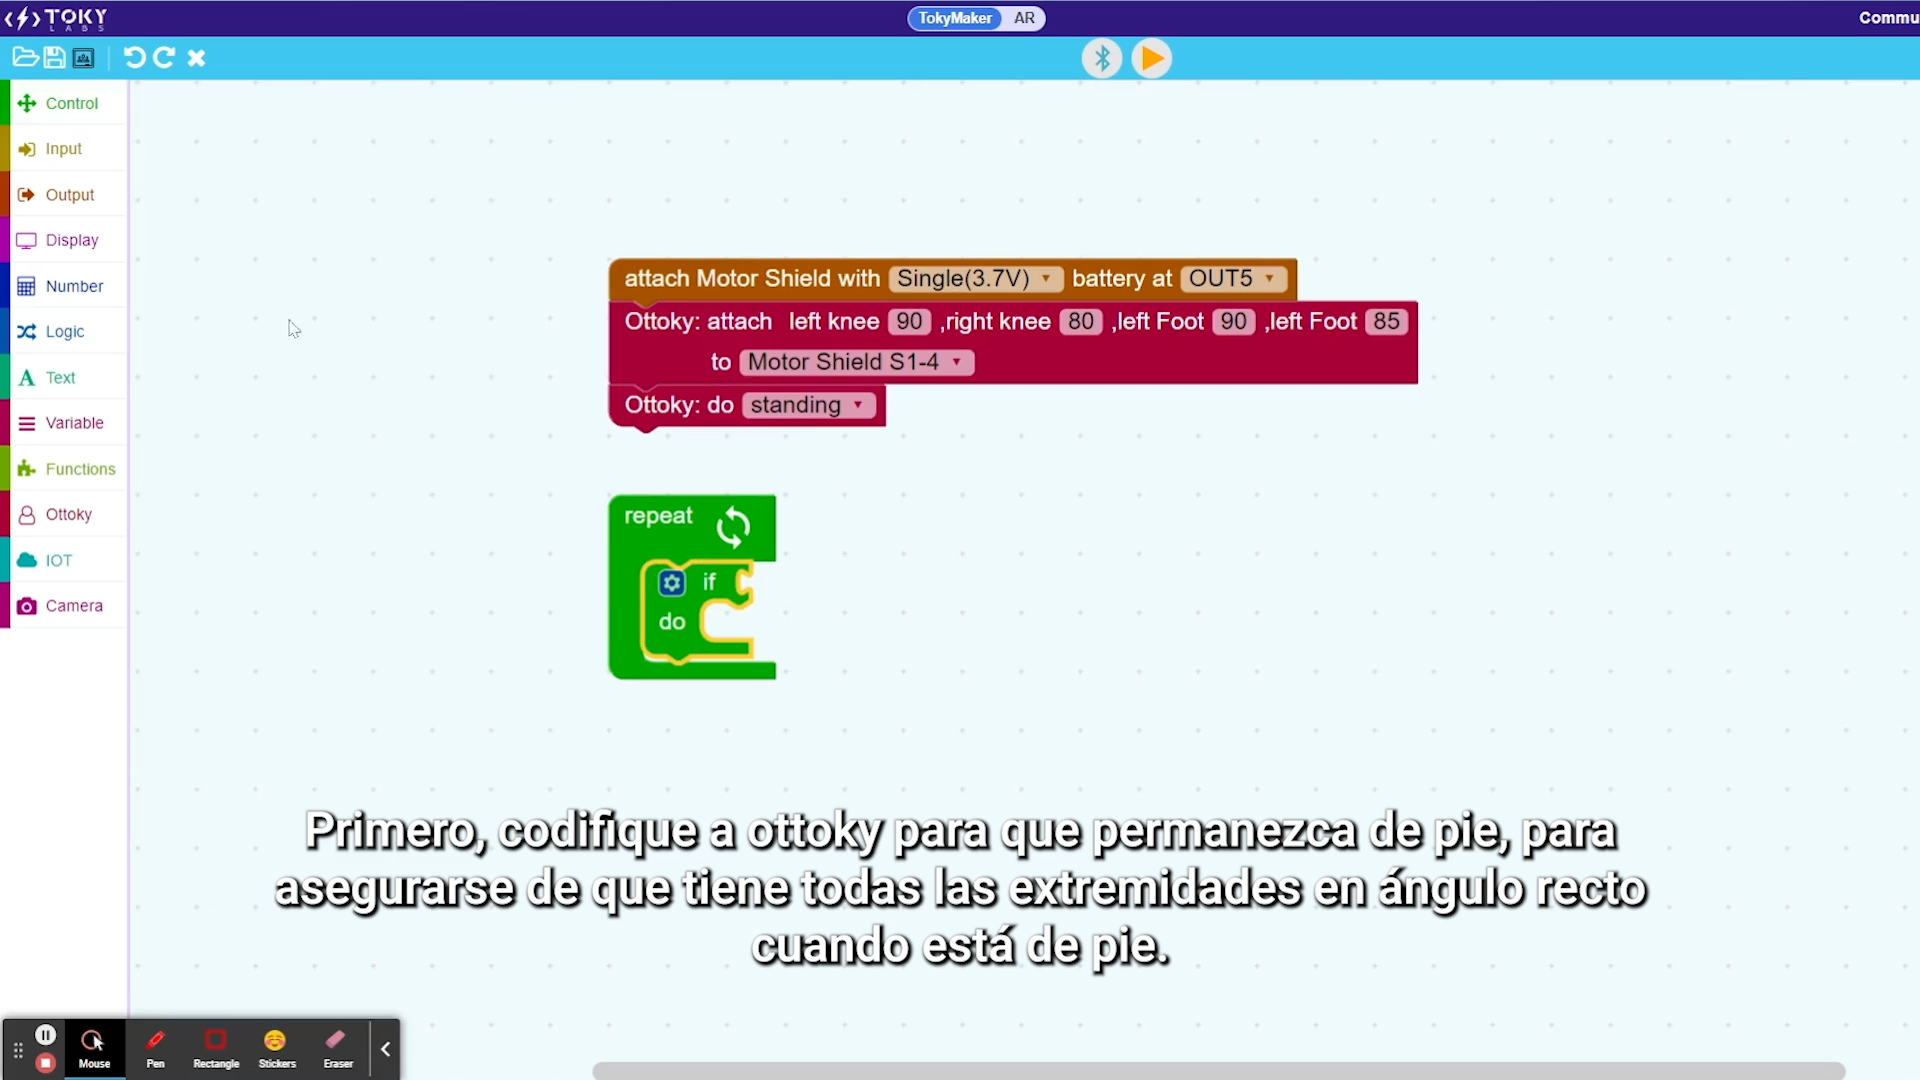 TOKY
LABS
TokyMaker AR
Commu
Control
Input
Output
Display
Number
Logic
Text
Variable
Functions
Ottoky
IOT
Camera
attach Motor Shield with Single(3.7V) battery at OUT5
Ottoky: attach left knee 90 ,right knee 80 ,left Foot 90 ,left Foot 85
to Motor Shield S1-4
Ottoky: do standing
repeat
if
do
Primero, codifique a ottoky para que permanezca de pie, para
asegurarse de que tiene todas las extremidades en ángulo recto
cuando está de pie.
Mouse Pen Rectangle Stickers Eraser